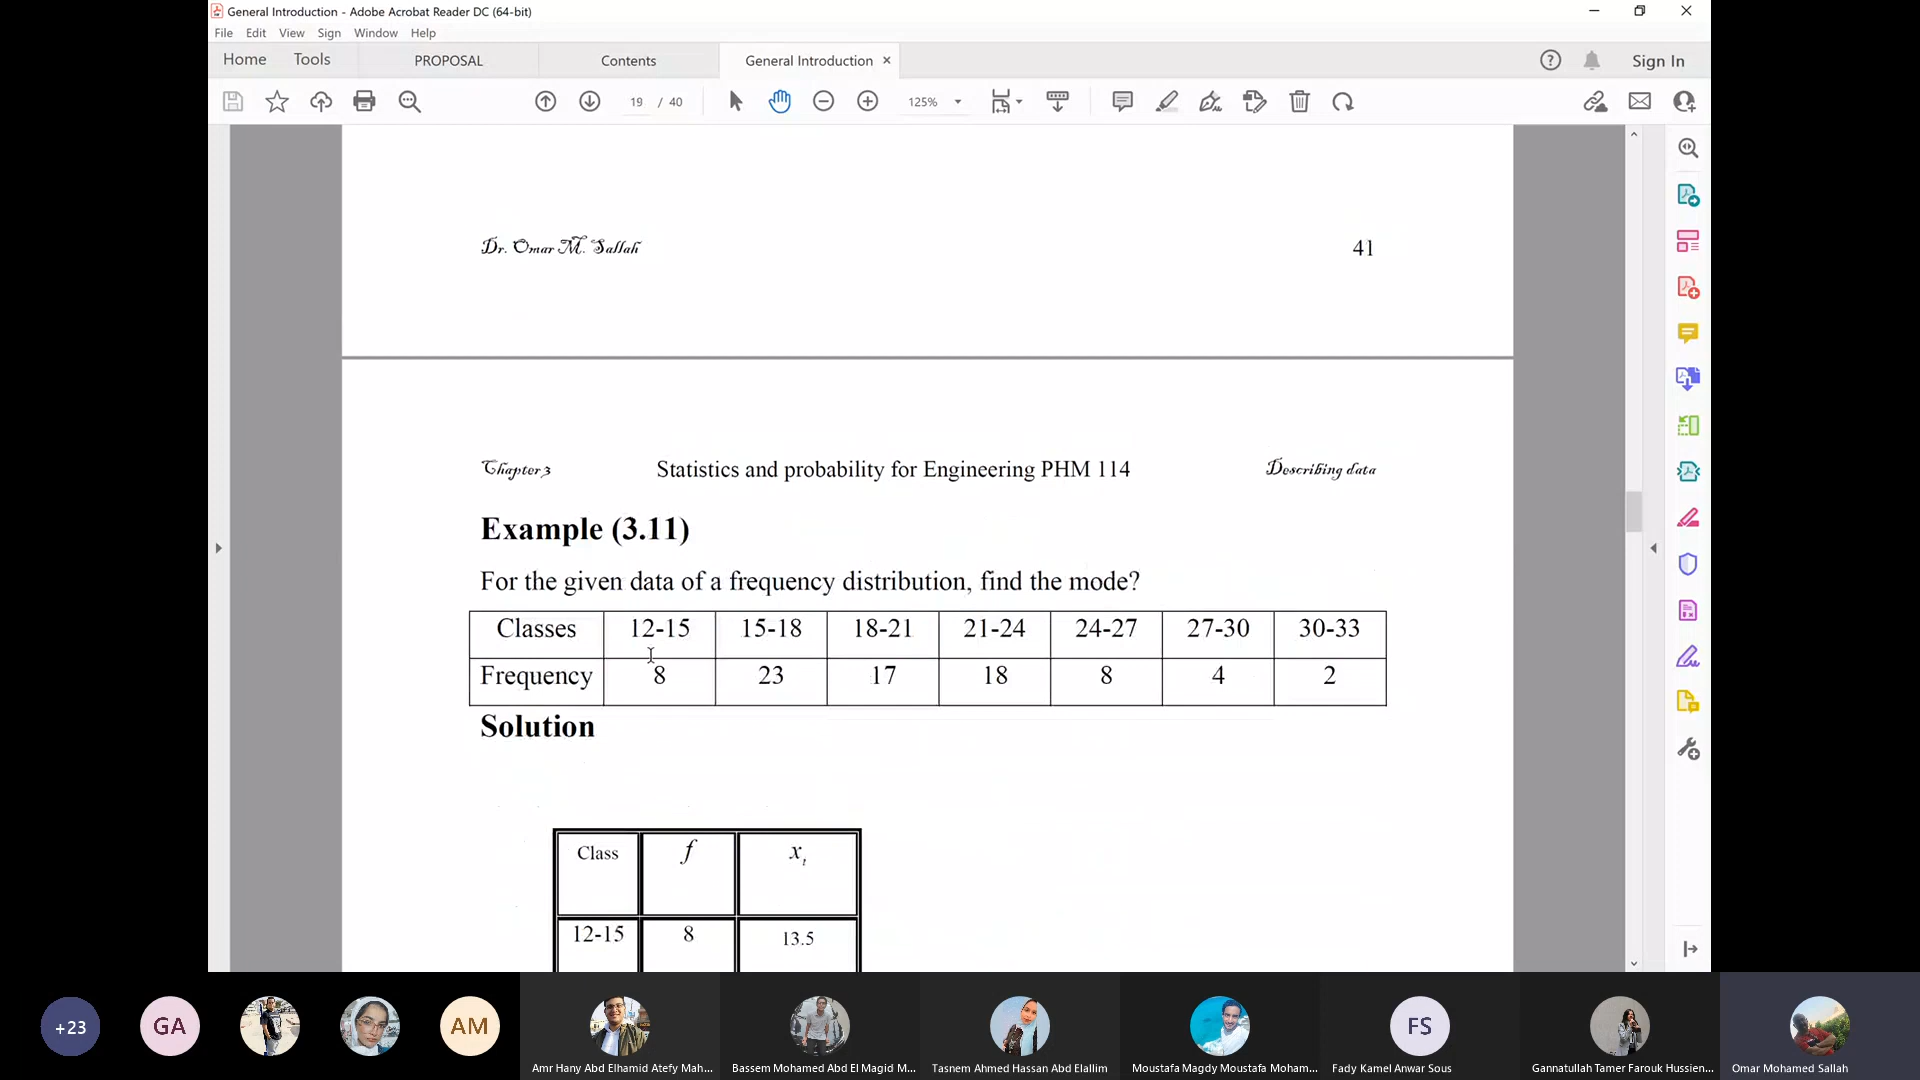 General Introduction - Adobe Acrobat Reader DC (64-bit)
File Edit View Sign Window Help
Home Tools PROPOSAL Contents General Introduction × Sign In
19 / 40 125%
Dr. Omar M. Sallah 41
Chapter 3 Statistics and probability for Engineering PHM 114 Describing data
Example (3.11)
For the given data of a frequency distribution, find the mode?
Classes 12-15 15-18 18-21 21-24 24-27 27-30 30-33
Frequency 8 23 17 18 8 4 2
Solution
Class f x
12-15 8 13.5
+23 GA AM FS
Amr Hany Abd Elhamid Atefy Mah... Bassem Mohamed Abd El Magid M... Tasnem Ahmed Hassan Abd Elallim Moustafa Magdy Moustafa Moham... Fady Kamel Anwar Sous Gannatullah Tamer Farouk Hussien... Omar Mohamed Sallah